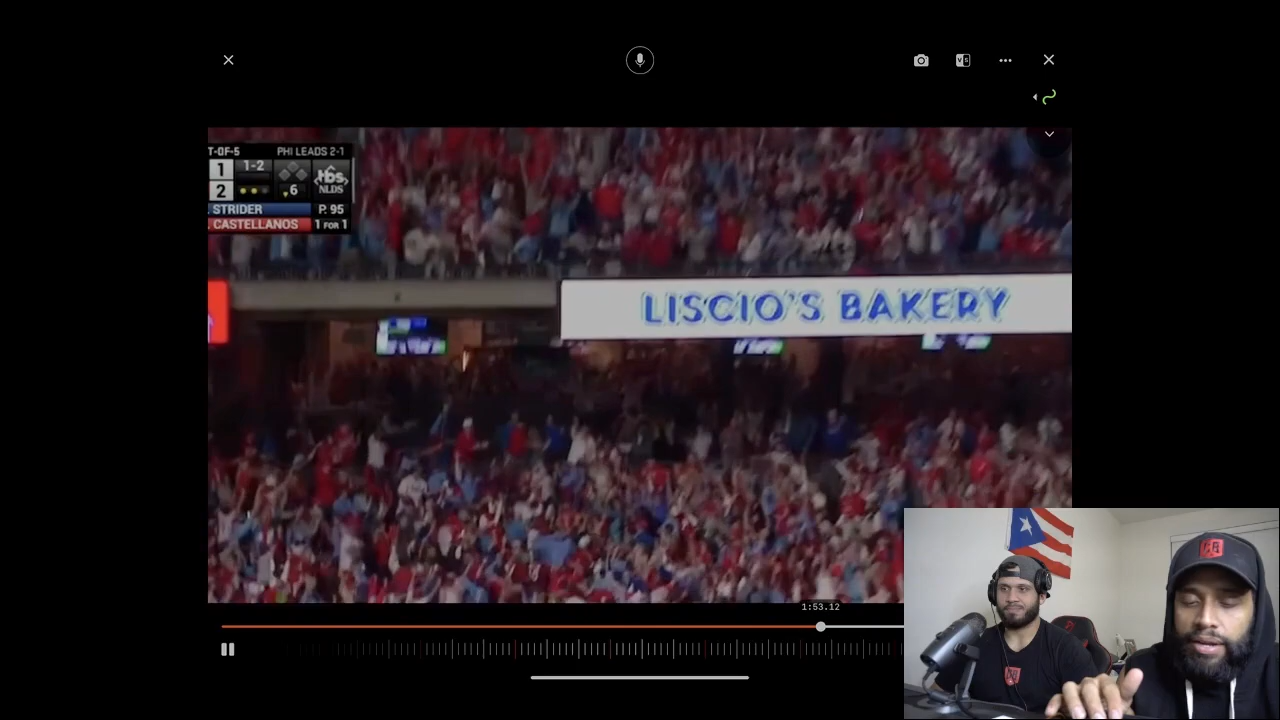 T-OF-5 PHI LEADS 2-1
1 1-2
2 6
tbs
NLDS
STRIDER P. 95
CASTELLANOS 1 FOR 1
LISCIO'S BAKERY
1:53.12